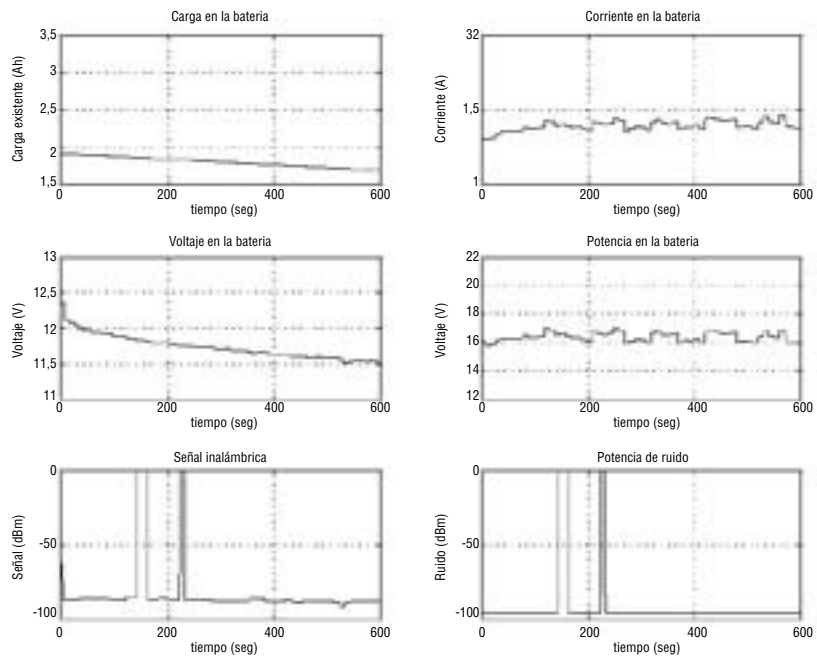 Carga en la bateria
3,5
3
2,5
2
1,5
Carga existente (Ah)
0 200 400 600
tiempo (seg)
Corriente en la bateria
32
1,5
1
Corriente (A)
0 200 400 600
tiempo (seg)
Voltaje en la bateria
13
12,5
12
11,5
11
Voltaje (V)
0 200 400 600
tiempo (seg)
Potencia en la bateria
22
20
18
16
14
12
Voltaje (V)
0 200 400 600
tiempo (seg)
Señal inalámbrica
0
-50
-100
Señal (dBm)
0 200 400 600
tiempo (seg)
Potencia de ruido
0
-50
-100
Ruido (dBm)
0 200 400 600
tiempo (seg)